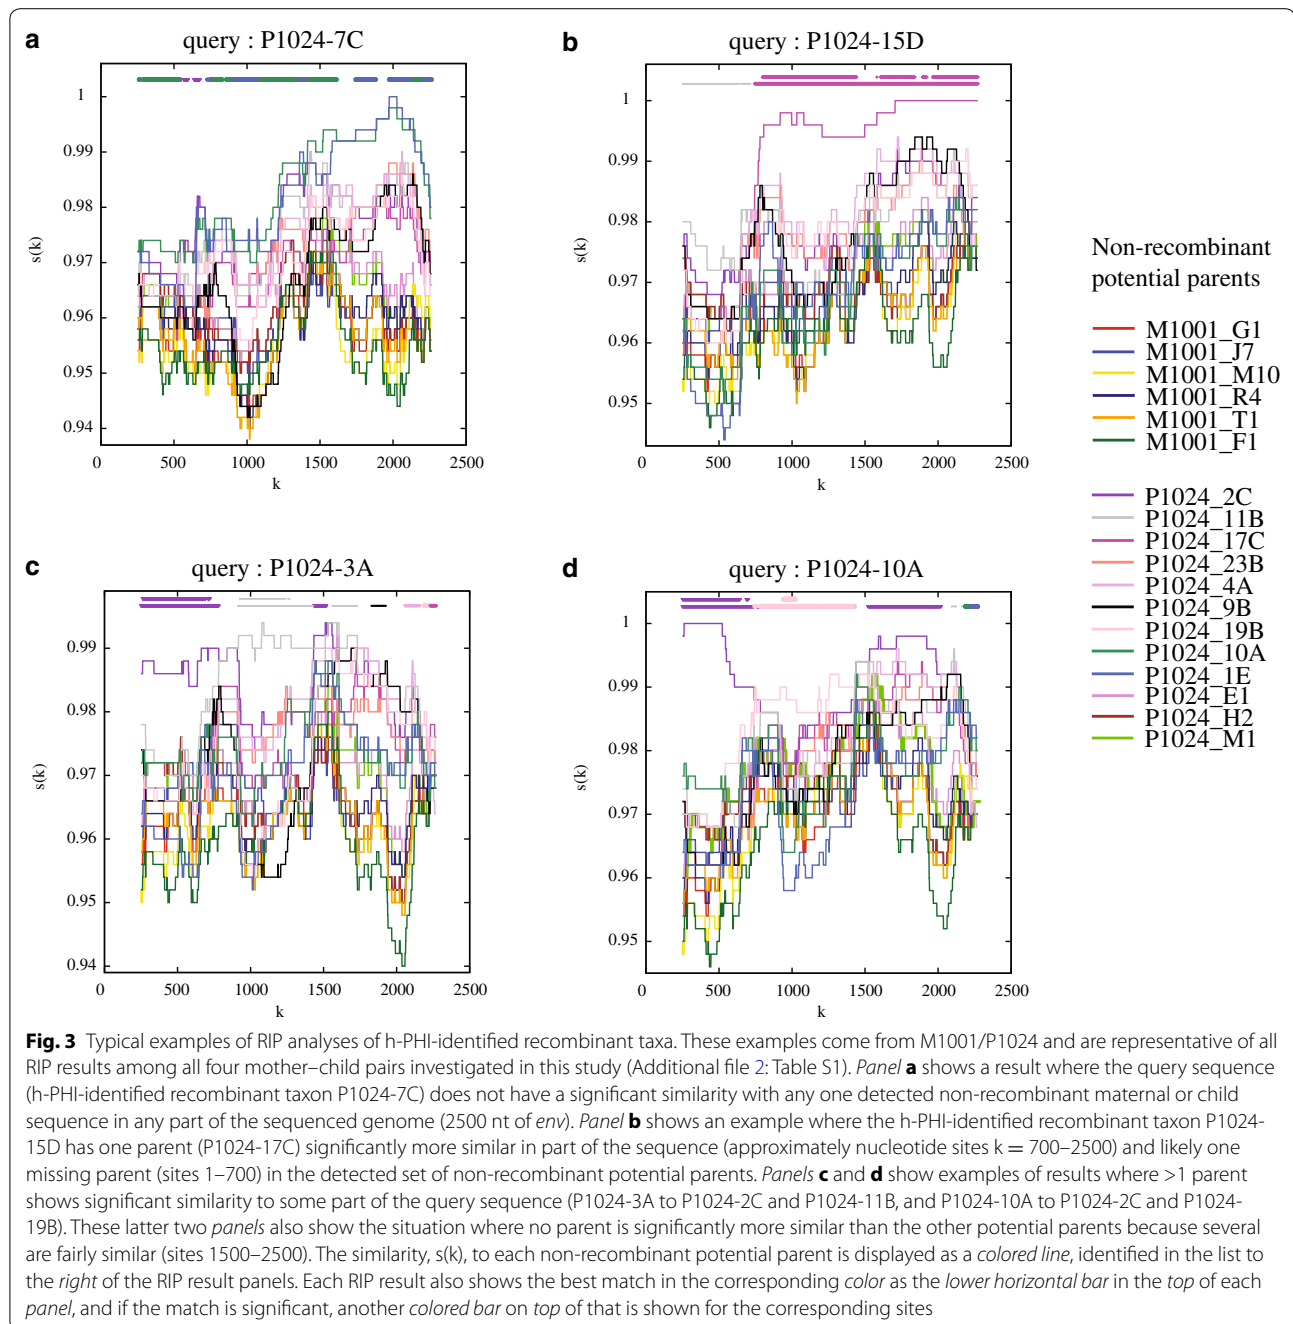 a
query : P1024-7C
1
0.99
0.98
0.97
0.96
0.95
0.94
s(k)
0
500
1000
1500
2000
2500
k
b
query : P1024-15D
1
0.99
0.98
0.97
0.96
0.95
s(k)
0
500
1000
1500
2000
2500
k
c
query : P1024-3A
0.99
0.98
0.97
0.96
0.95
0.94
s(k)
0
500
1000
1500
2000
2500
k
d
query : P1024-10A
1
0.99
0.98
0.97
0.96
0.95
s(k)
0
500
1000
1500
2000
2500
k
Non-recombinant
potential parents
M1001_G1
M1001_J7
M1001_M10
M1001_R4
M1001_T1
M1001_F1
P1024_2C
P1024_11B
P1024_17C
P1024_23B
P1024_4A
P1024_9B
P1024_19B
P1024_10A
P1024_1E
P1024_E1
P1024_H2
P1024_M1
Fig. 3 Typical examples of RIP analyses of h-PHI-identified recombinant taxa. These examples come from M1001/P1024 and are representative of all
RIP results among all four mother–child pairs investigated in this study (Additional file 2: Table S1). Panel a shows a result where the query sequence
(h-PHI-identified recombinant taxon P1024-7C) does not have a significant similarity with any one detected non-recombinant maternal or child
sequence in any part of the sequenced genome (2500 nt of env). Panel b shows an example where the h-PHI-identified recombinant taxon P1024-
15D has one parent (P1024-17C) significantly more similar in part of the sequence (approximately nucleotide sites k = 700–2500) and likely one
missing parent (sites 1–700) in the detected set of non-recombinant potential parents. Panels c and d show examples of results where >1 parent
shows significant similarity to some part of the query sequence (P1024-3A to P1024-2C and P1024-11B, and P1024-10A to P1024-2C and P1024-
19B). These latter two panels also show the situation where no parent is significantly more similar than the other potential parents because several
are fairly similar (sites 1500–2500). The similarity, s(k), to each non-recombinant potential parent is displayed as a colored line, identified in the list to
the right of the RIP result panels. Each RIP result also shows the best match in the corresponding color as the lower horizontal bar in the top of each
panel, and if the match is significant, another colored bar on top of that is shown for the corresponding sites